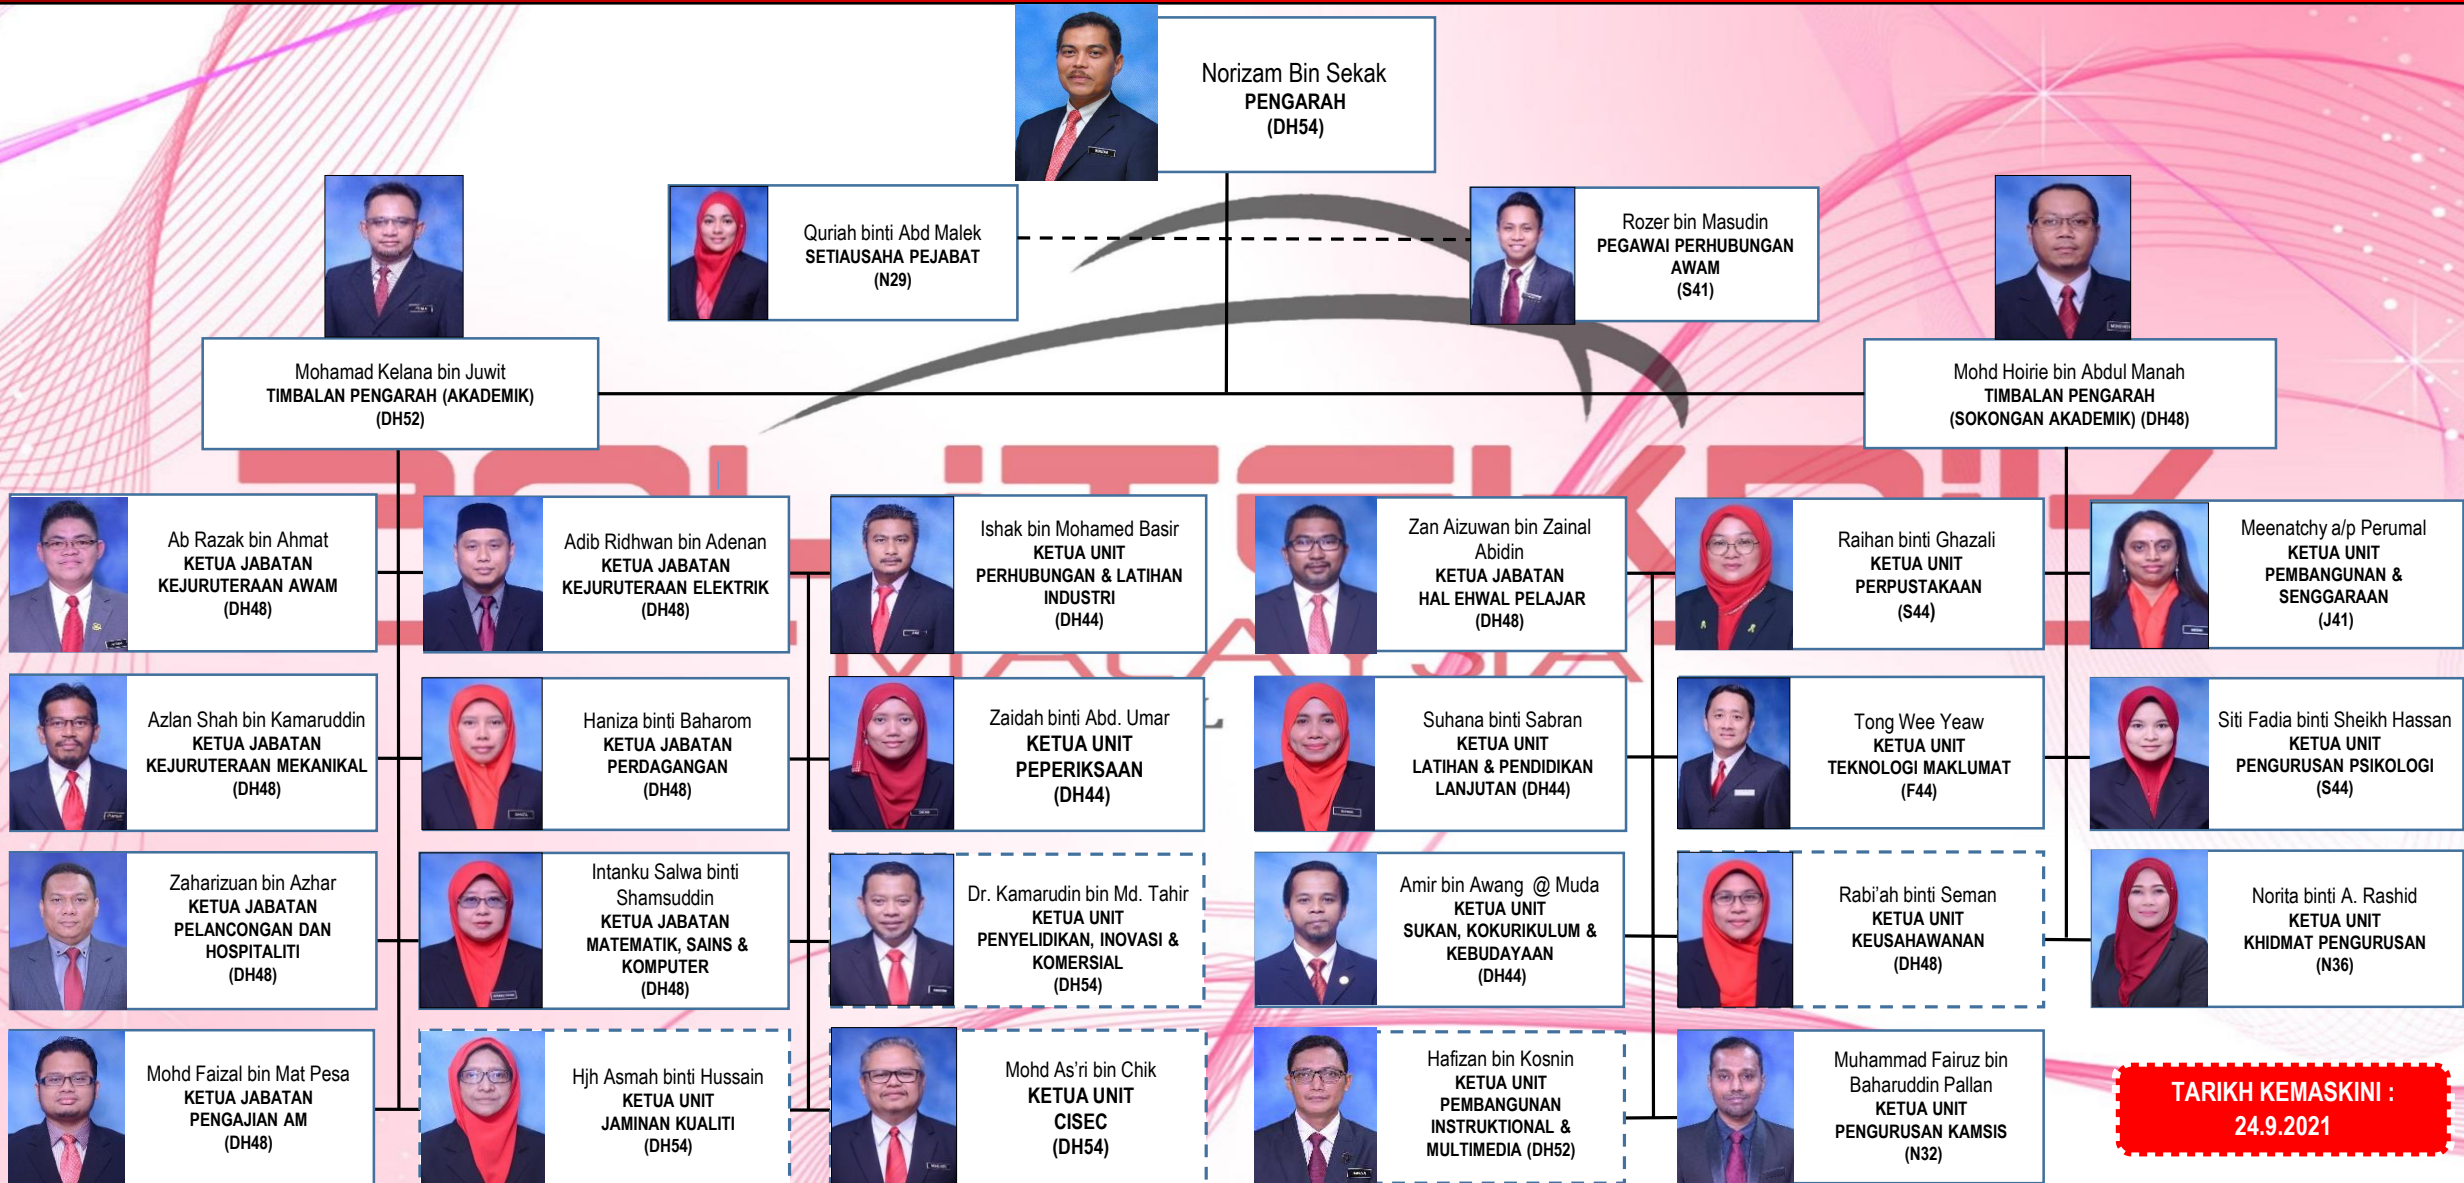 Norizam Bin Sekak
PENGARAH
(DH54)
Mohamad Kelana bin Juwit
TIMBALAN PENGARAH (AKADEMIK)
(DH52)
Quriah binti Abd Malek
SETIAUSAHA PEJABAT
(N29)
Rozer bin Masudin
PEGAWAI PERHUBUNGAN
AWAM
(S41)
Mohd Hoirie bin Abdul Manah
TIMBALAN PENGARAH
(SOKONGAN AKADEMIK) (DH48)
Ab Razak bin Ahmat
KETUA JABATAN
KEJURUTERAAN AWAM
(DH48)
Adib Ridhwan bin Adenan
KETUA JABATAN
KEJURUTERAAN ELEKTRIK
(DH48)
Ishak bin Mohamed Basir
KETUA UNIT
PERHUBUNGAN & LATIHAN
INDUSTRI
(DH44)
Zan Aizuwan bin Zainal
Abidin
KETUA JABATAN
HAL EHWAL PELAJAR
(DH48)
Raihan binti Ghazali
KETUA UNIT
PERPUSTAKAAN
(S44)
Meenatchy a/p Perumal
KETUA UNIT
PEMBANGUNAN &
SENGGARAAN
(J41)
Azlan Shah bin Kamaruddin
KETUA JABATAN
KEJURUTERAAN MEKANIKAL
(DH48)
Haniza binti Baharom
KETUA JABATAN
PERDAGANGAN
(DH48)
Zaidah binti Abd. Umar
KETUA UNIT
PEPERIKSAAN
(DH44)
Suhana binti Sabran
KETUA UNIT
LATIHAN & PENDIDIKAN
LANJUTAN (DH44)
Tong Wee Yeaw
KETUA UNIT
TEKNOLOGI MAKLUMAT
(F44)
Siti Fadia binti Sheikh Hassan
KETUA UNIT
PENGURUSAN PSIKOLOGI
(S44)
Zaharizuan bin Azhar
KETUA JABATAN
PELANCONGAN DAN
HOSPITALITI
(DH48)
Intanku Salwa binti
Shamsuddin
KETUA JABATAN
MATEMATIK, SAINS &
KOMPUTER
(DH48)
Dr. Kamarudin bin Md. Tahir
KETUA UNIT
PENYELIDIKAN, INOVASI &
KOMERSIAL
(DH54)
Amir bin Awang @ Muda
KETUA UNIT
SUKAN, KOKURIKULUM &
KEBUDAYAAN
(DH44)
Rabi’ah binti Seman
KETUA UNIT
KEUSAHAWANAN
(DH48)
Norita binti A. Rashid
KETUA UNIT
KHIDMAT PENGURUSAN
(N36)
Mohd Faizal bin Mat Pesa
KETUA JABATAN
PENGAJIAN AM
(DH48)
Hjh Asmah binti Hussain
KETUA UNIT
JAMINAN KUALITI
(DH54)
Mohd As’ri bin Chik
KETUA UNIT
CISEC
(DH54)
Hafizan bin Kosnin
KETUA UNIT
PEMBANGUNAN
INSTRUKTIONAL &
MULTIMEDIA (DH52)
Muhammad Fairuz bin
Baharuddin Pallan
KETUA UNIT
PENGURUSAN KAMSIS
(N32)
TARIKH KEMASKINI :
24.9.2021
MALAYSIA